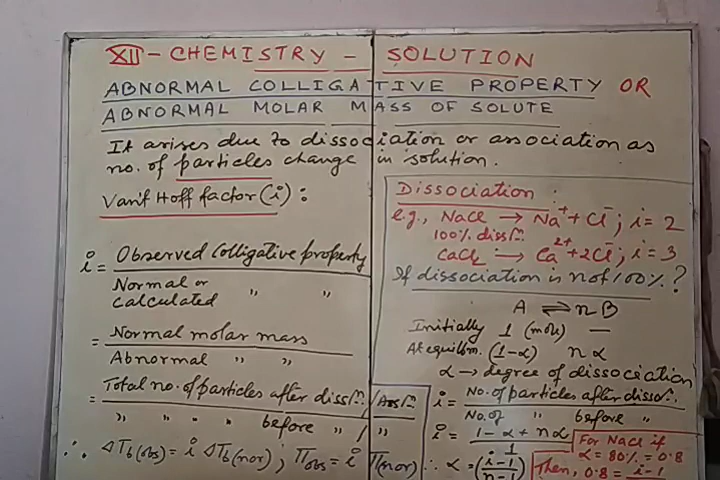 XII - CHEMISTRY - SOLUTION
ABNORMAL COLLIGATIVE PROPERTY OR
ABNORMAL MOLAR MASS OF SOLUTE
It arises due to dissociation or association as
no. of particles change in solution.
Van't Hoff factor (i) :
i = Observed Colligative property
Normal or
Calculated " "
= Normal molar mass
Abnormal " "
= Total no. of particles after dissn./Assn.
" " " " before " / "
∴ ΔTb(obs) = i ΔTb(nor) ; Πobs = i Π(nor)
Dissociation :
e.g., NaCl → Na⁺ + Cl⁻ ; i = 2
100% dissn.
CaCl₂ → Ca²⁺ + 2Cl⁻ ; i = 3
If dissociation is not 100% ?
A ⇌ nB
Initially 1 (mole) —
At equilbm. (1-α) nα
α → degree of dissociation
i = No. of particles after dissn.
No. of " before "
i = 1 - α + nα
1
∴ α = (i-1
n-1)
For NaCl if
α = 80% = 0.8
Then, 0.8 = i-1